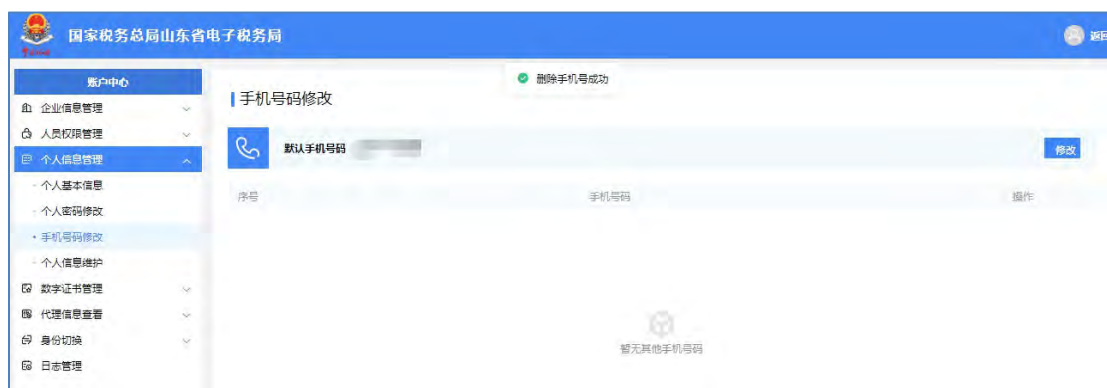 国家税务总局山东省电子税务局
返回
账户中心
删除手机号成功
企业信息管理
手机号码修改
人员权限管理
默认手机号码
修改
个人信息管理
个人基本信息
序号 手机号码 操作
个人密码修改
手机号码修改
个人信息维护
数字证书管理
代理信息查看
身份切换
暂无其他手机号码
日志管理